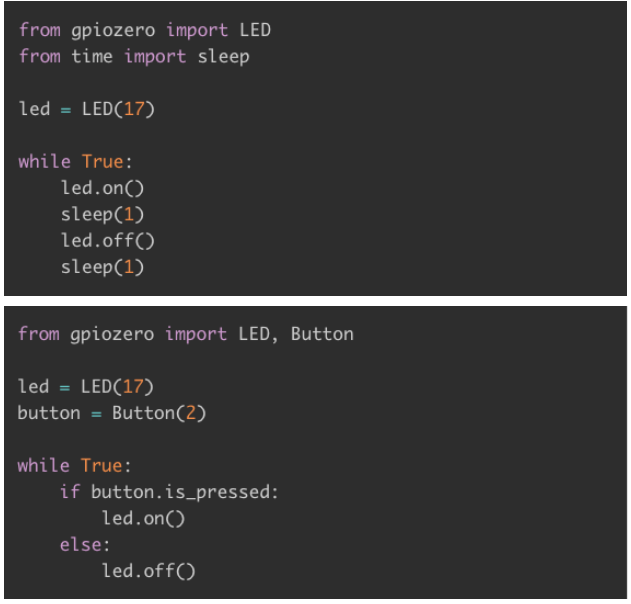 from gpiozero import LED
from time import sleep
led = LED(17)
while True:
    led.on()
    sleep(1)
    led.off()
    sleep(1)
from gpiozero import LED, Button
led = LED(17)
button = Button(2)
while True:
    if button.is_pressed:
        led.on()
    else:
        led.off()